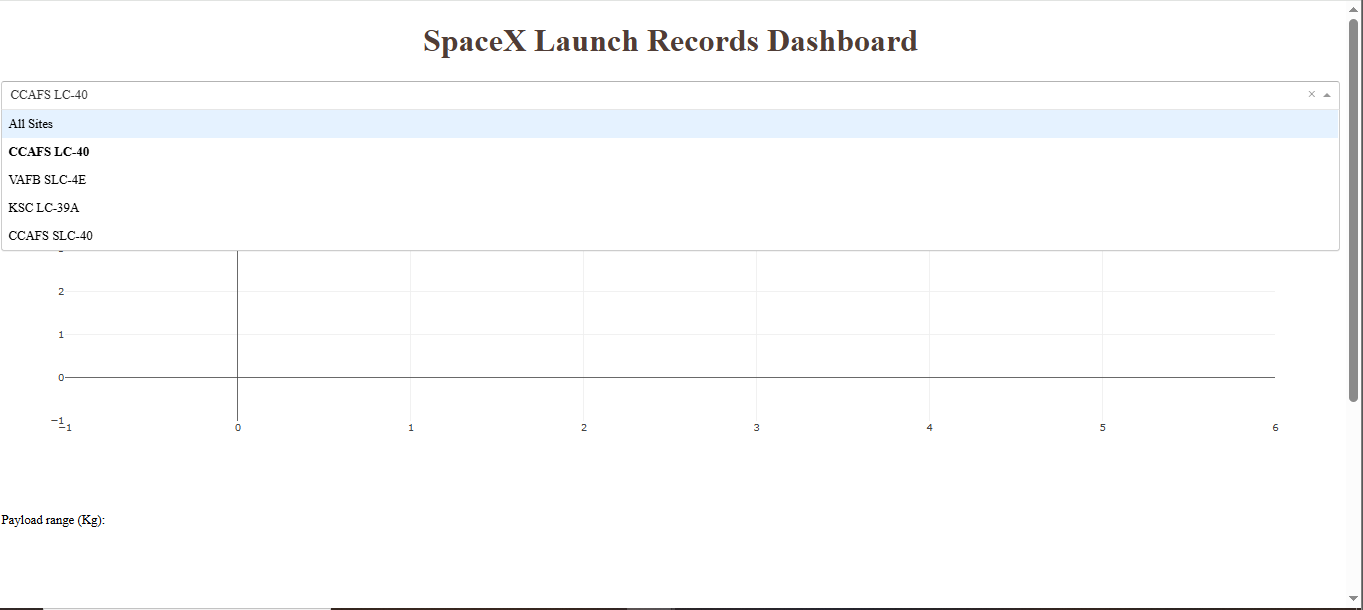 SpaceX Launch Records Dashboard
CCAFS LC-40
All Sites
CCAFS LC-40
VAFB SLC-4E
KSC LC-39A
CCAFS SLC-40
2
1
0
−1
−1 0 1 2 3 4 5 6
Payload range (Kg):